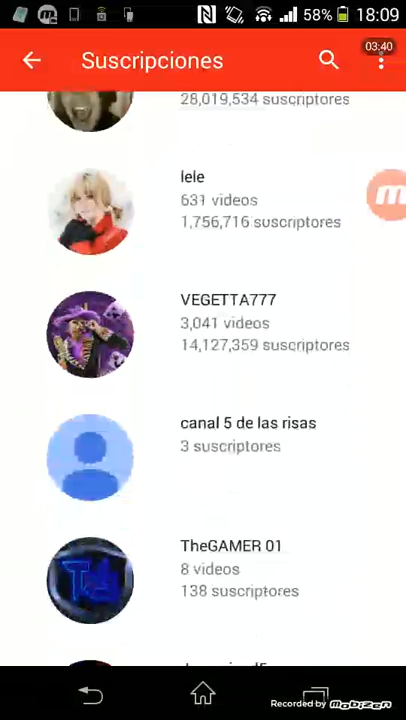 58% 18:09
Suscripciones
03:40
28,019,534 suscriptores
lele
631 videos
1,756,716 suscriptores
VEGETTA777
3,041 videos
14,127,359 suscriptores
canal 5 de las risas
3 suscriptores
TheGAMER 01
8 videos
138 suscriptores
Recorded by mobizen